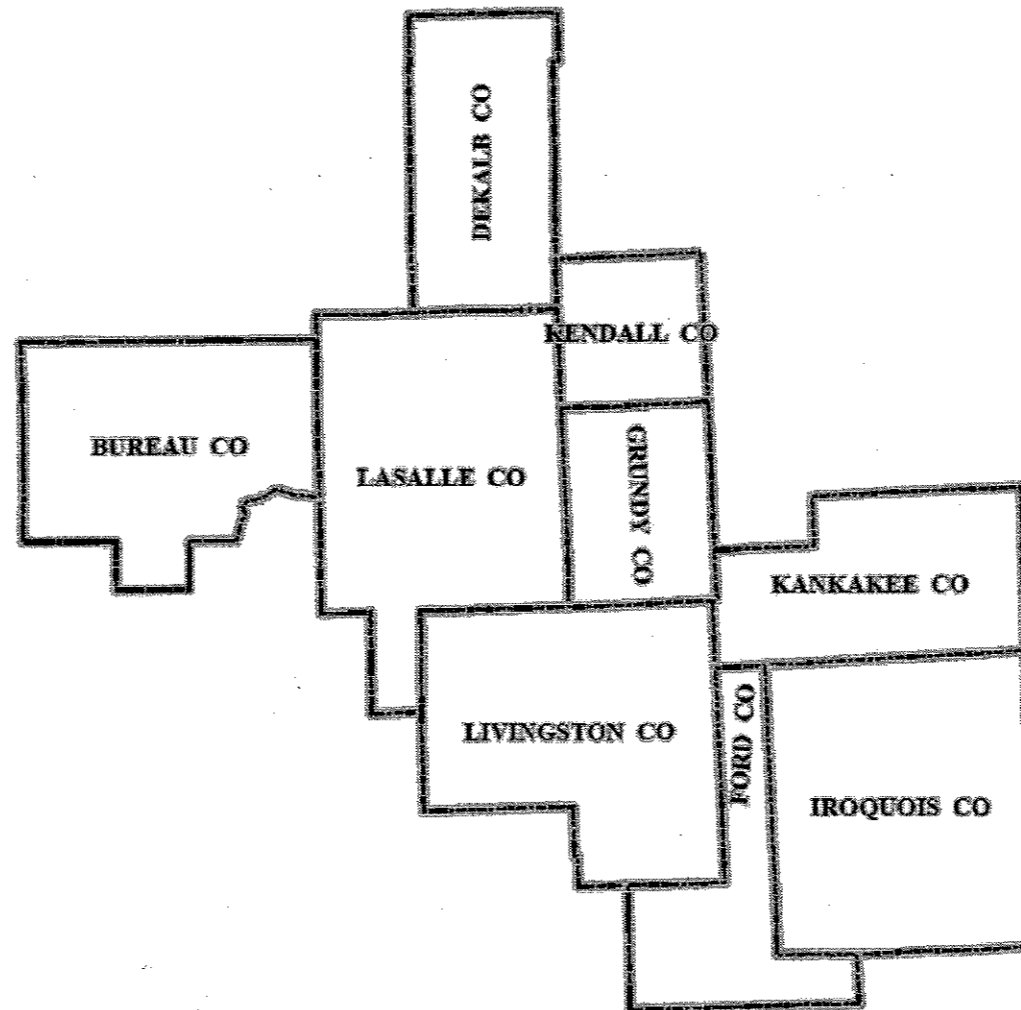 DEKALB CO
KENDALL CO
BUREAU CO
LASALLE CO
GRUNDY CO
KANKAKEE CO
LIVINGSTON CO
FORD CO
IROQUOIS CO